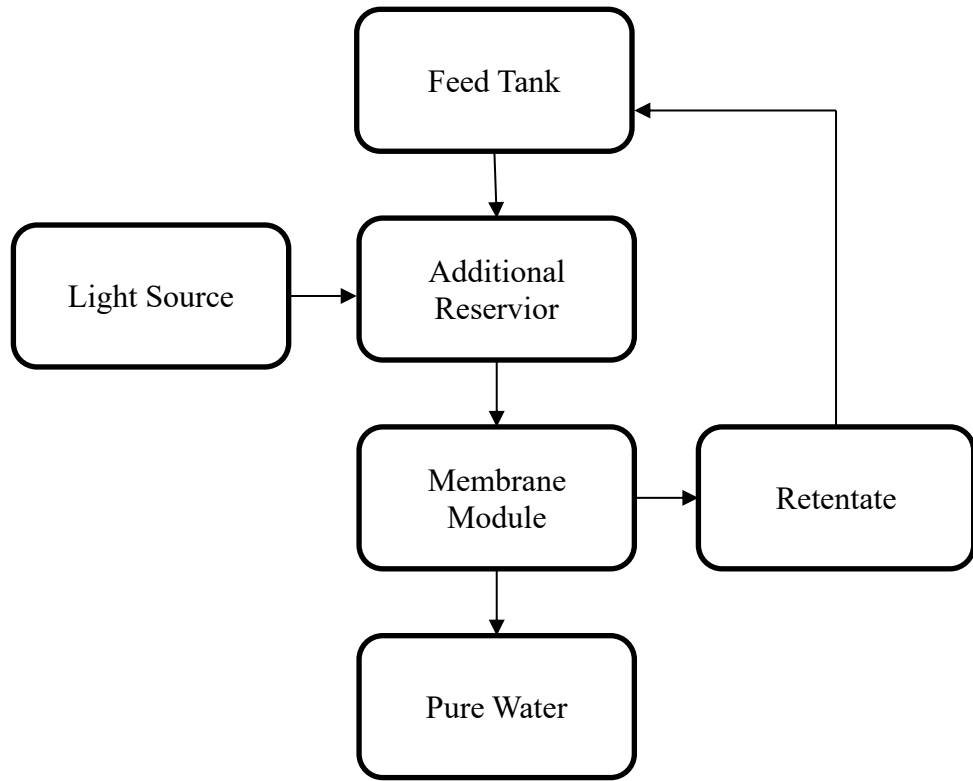 Feed Tank
Light Source
Additional
Reservior
Membrane
Module
Retentate
Pure Water